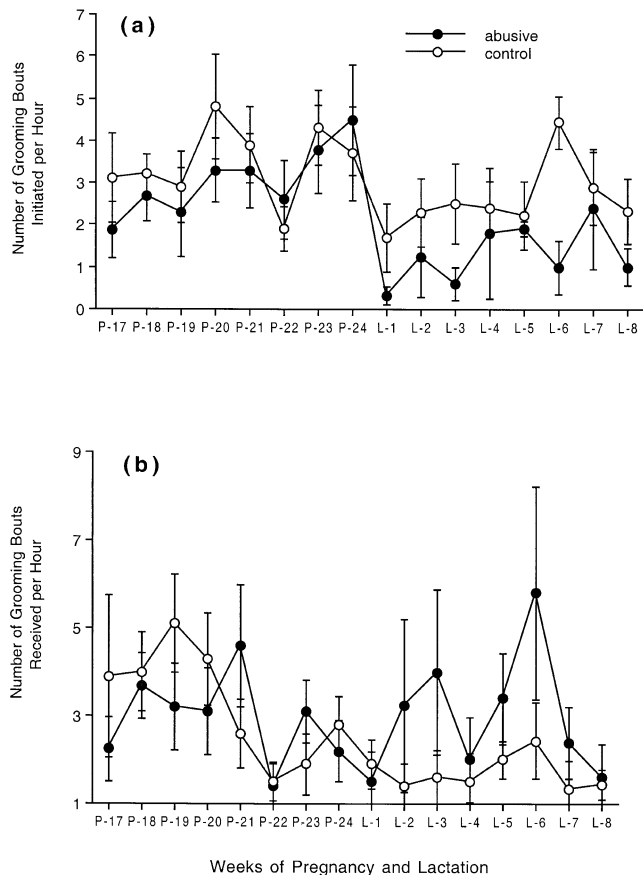 (a)
abusive
control
Number of Grooming Bouts
Initiated per Hour
7
6
5
4
3
2
1
0
P-17 P-18 P-19 P-20 P-21 P-22 P-23 P-24 L-1 L-2 L-3 L-4 L-5 L-6 L-7 L-8
(b)
Number of Grooming Bouts
Received per Hour
9
7
5
3
1
P-17 P-18 P-19 P-20 P-21 P-22 P-23 P-24 L-1 L-2 L-3 L-4 L-5 L-6 L-7 L-8
Weeks of Pregnancy and Lactation